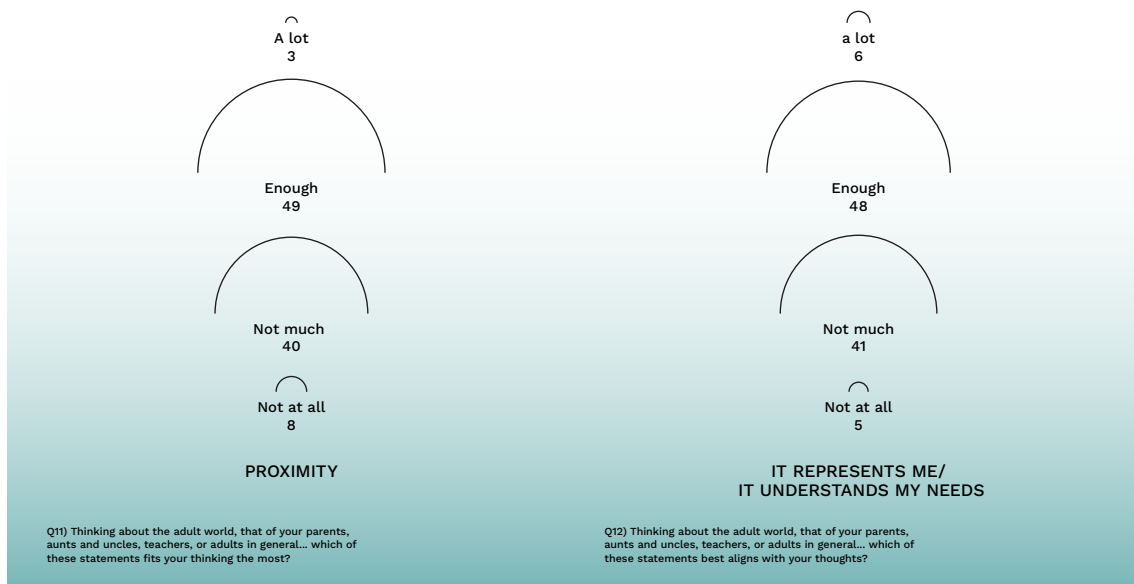 A lot
3
Enough
49
Not much
40
Not at all
8
PROXIMITY
Q11) Thinking about the adult world, that of your parents,
aunts and uncles, teachers, or adults in general... which of
these statements fits your thinking the most?
a lot
6
Enough
48
Not much
41
Not at all
5
IT REPRESENTS ME/
IT UNDERSTANDS MY NEEDS
Q12) Thinking about the adult world, that of your parents,
aunts and uncles, teachers, or adults in general... which of
these statements best aligns with your thoughts?